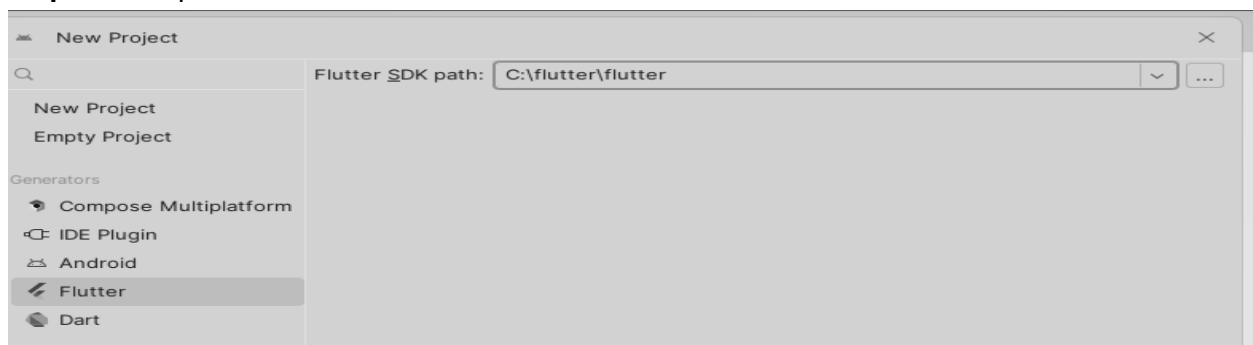 New Project
Flutter SDK path: C:\flutter\flutter
...
New Project
Empty Project
Generators
Compose Multiplatform
IDE Plugin
Android
Flutter
Dart